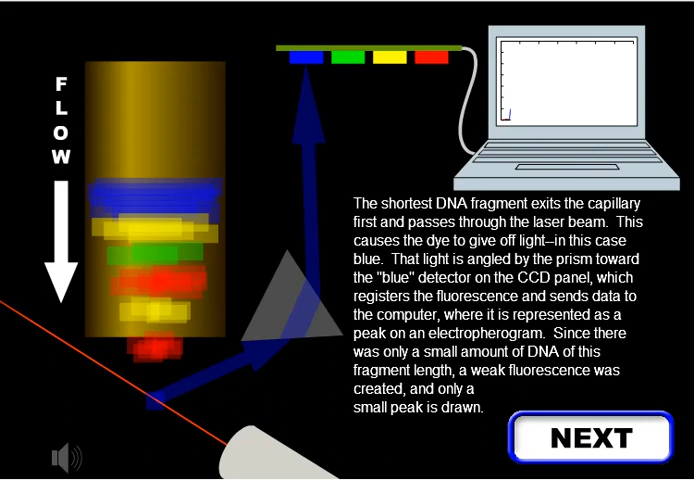 F
L
O
W
The shortest DNA fragment exits the capillary
first and passes through the laser beam.  This
causes the dye to give off light--in this case
blue.  That light is angled by the prism toward
the "blue" detector on the CCD panel, which
registers the fluorescence and sends data to
the computer, where it is represented as a
peak on an electropherogram.  Since there
was only a small amount of DNA of this
fragment length, a weak fluorescence was
created, and only a
small peak is drawn.
NEXT